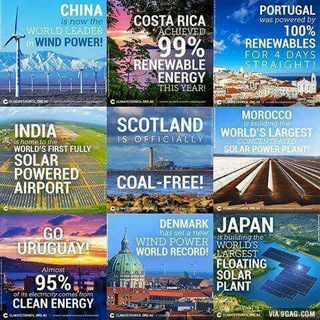 CHINA
is now the
WORLD LEADER
in WIND POWER!
CLIMATECOUNCIL.ORG.AU
COSTA RICA
ACHIEVED
99%
RENEWABLE
ENERGY
THIS YEAR!
CLIMATECOUNCIL.ORG.AU
PORTUGAL
was powered by
100%
RENEWABLES
FOR 4 DAYS
STRAIGHT!
CLIMATECOUNCIL.ORG.AU
INDIA
is home to the
WORLD'S FIRST FULLY
SOLAR
POWERED
AIRPORT
CLIMATECOUNCIL.ORG.AU
SCOTLAND
IS OFFICIALLY
COAL-FREE!
CLIMATECOUNCIL.ORG.AU
MOROCCO
is building the
WORLD'S LARGEST
CONCENTRATED
SOLAR POWER PLANT!
CLIMATECOUNCIL.ORG.AU
GO
URUGUAY!
Almost
95%
of its electricity comes from
CLEAN ENERGY
CLIMATECOUNCIL.ORG.AU
DENMARK
has set a new
WIND POWER
WORLD RECORD!
CLIMATECOUNCIL.ORG.AU
JAPAN
is building the
WORLD'S
LARGEST
FLOATING
SOLAR
PLANT
VIA 9GAG.COM